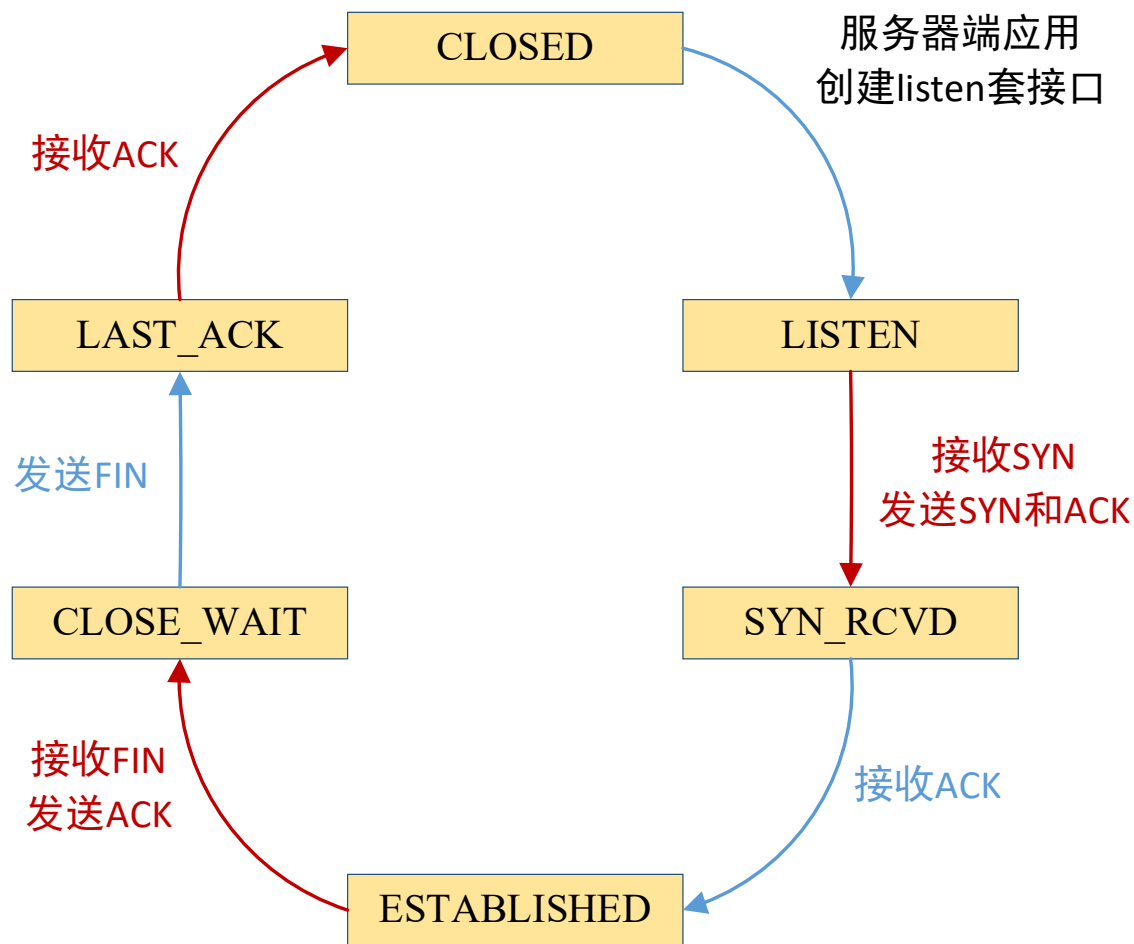 CLOSED
服务器端应用
创建listen套接口
接收ACK
LAST_ACK
LISTEN
发送FIN
接收SYN
发送SYN和ACK
CLOSE_WAIT
SYN_RCVD
接收FIN
发送ACK
接收ACK
ESTABLISHED